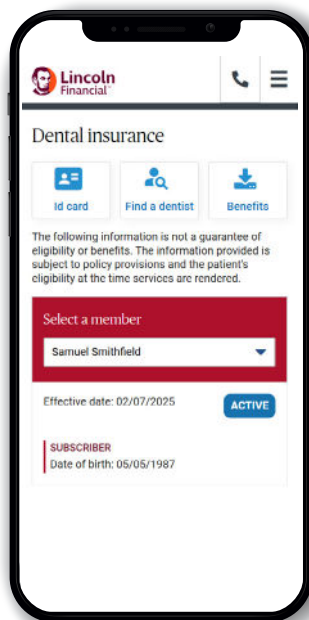 Lincoln
Financial™
Dental insurance
Id card
Find a dentist
Benefits
The following information is not a guarantee of
eligibility or benefits. The information provided is
subject to policy provisions and the patient's
eligibility at the time services are rendered.
Select a member
Samuel Smithfield
Effective date: 02/07/2025
ACTIVE
SUBSCRIBER
Date of birth: 05/05/1987